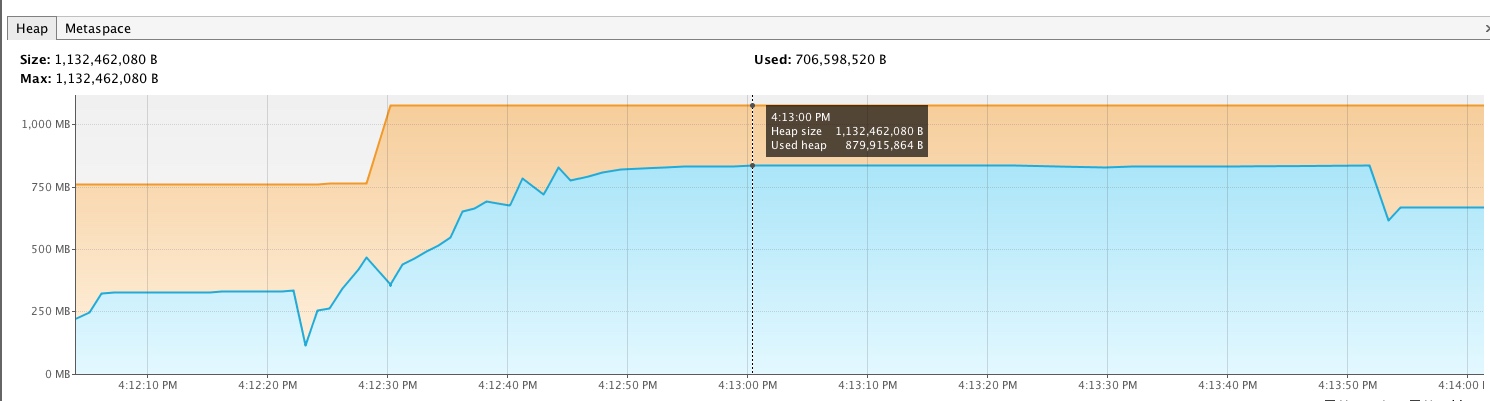 Heap Metaspace
Size: 1,132,462,080 B Used: 706,598,520 B
Max: 1,132,462,080 B
4:13:00 PM
Heap size 1,132,462,080 B
Used heap 879,915,864 B
1,000 MB
750 MB
500 MB
250 MB
0 MB
4:12:10 PM 4:12:20 PM 4:12:30 PM 4:12:40 PM 4:12:50 PM 4:13:00 PM 4:13:10 PM 4:13:20 PM 4:13:30 PM 4:13:40 PM 4:13:50 PM 4:14:00